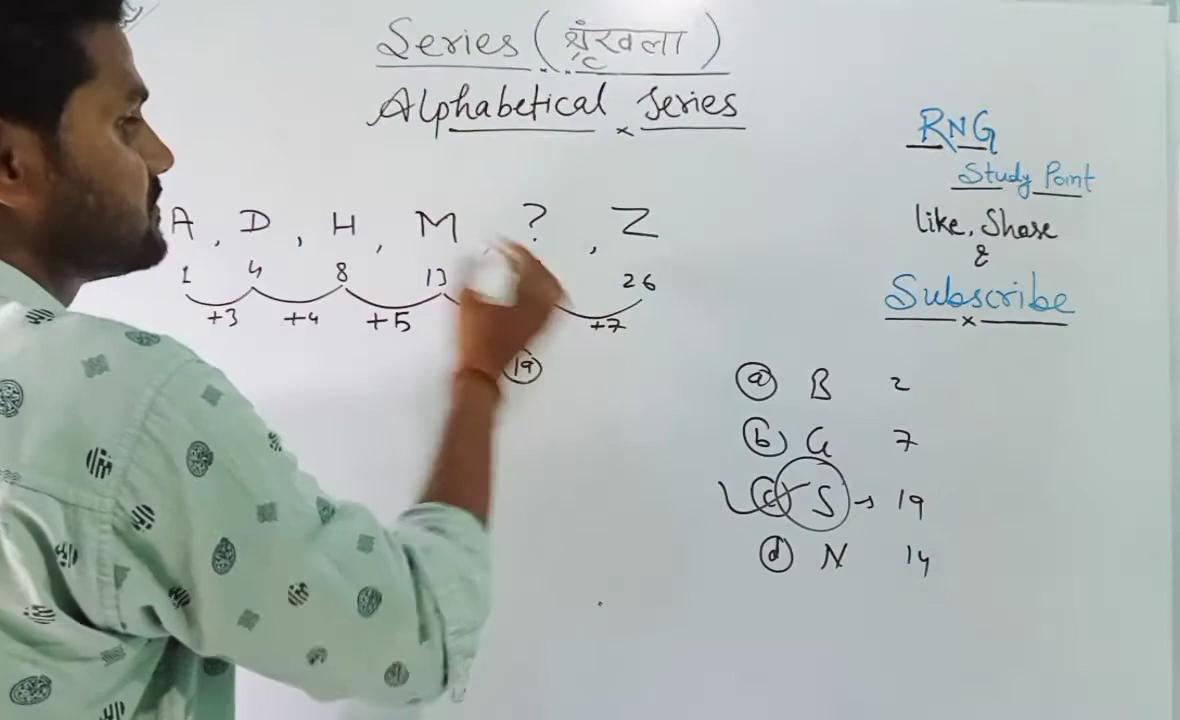 Series (श्रृंखला)
Alphabetical Series
A, D, H, M, ?, Z
1 4 8 13 26
+3 +4 +5 +7
19
RNG
Study Point
like, Share
&
Subscribe
(a) B 2
(b) G 7
(c) S → 19
(d) N 14